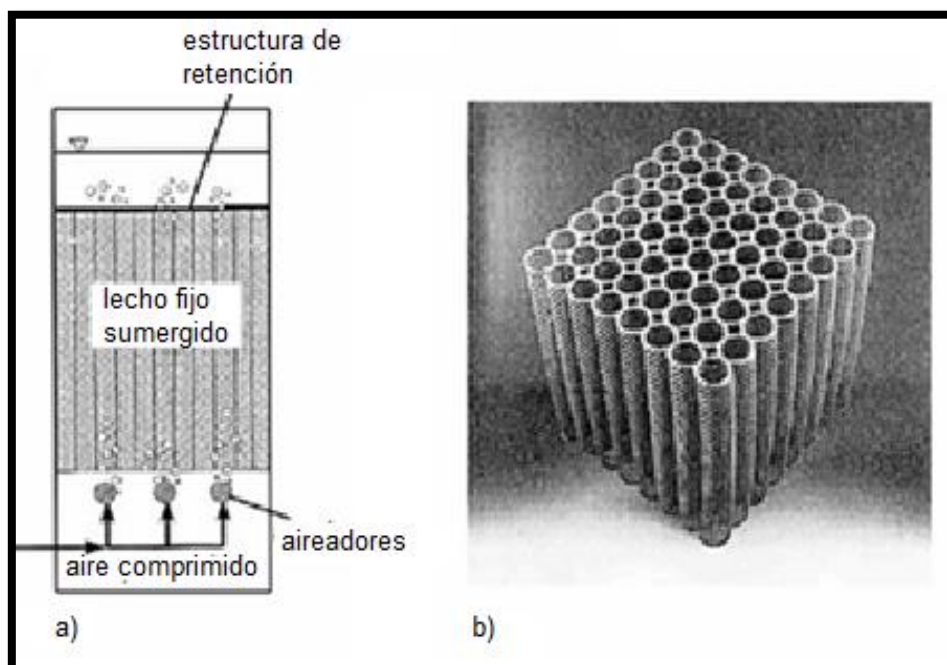 estructura de
retención
lecho fijo
sumergido
aireadores
aire comprimido
a)
b)